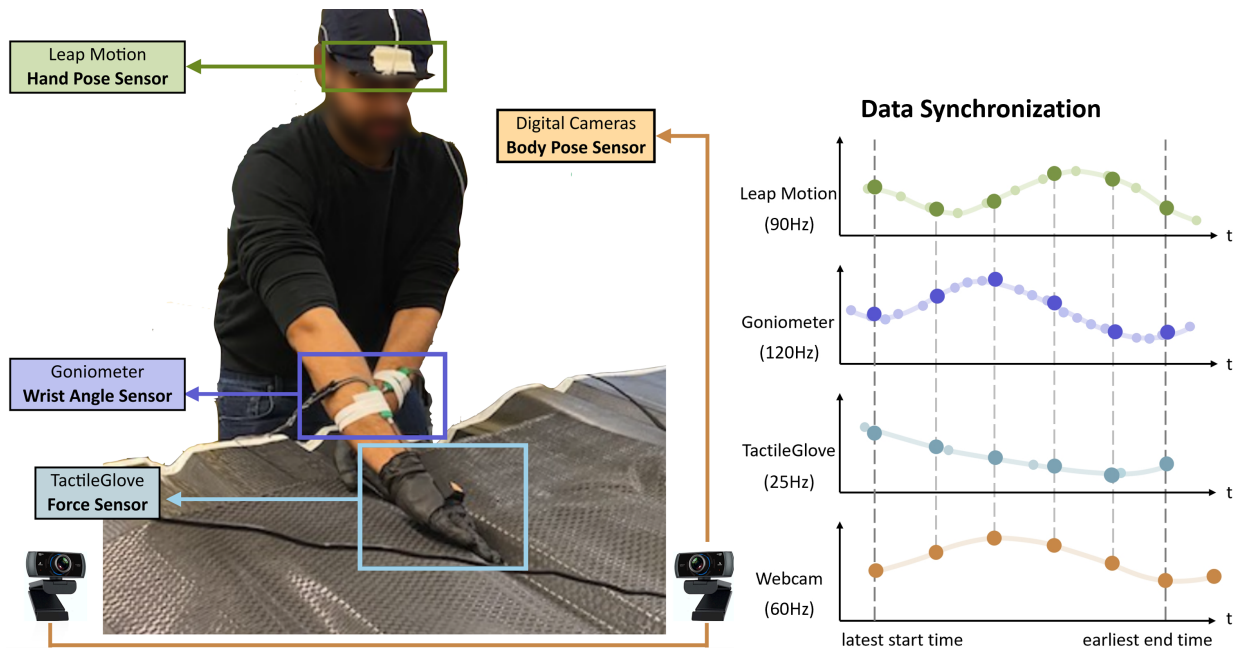 Leap Motion
Hand Pose Sensor
Digital Cameras
Body Pose Sensor
Goniometer
Wrist Angle Sensor
TactileGlove
Force Sensor
Data Synchronization
Leap Motion
(90Hz)
t
Goniometer
(120Hz)
t
TactileGlove
(25Hz)
t
Webcam
(60Hz)
t
latest start time
earliest end time